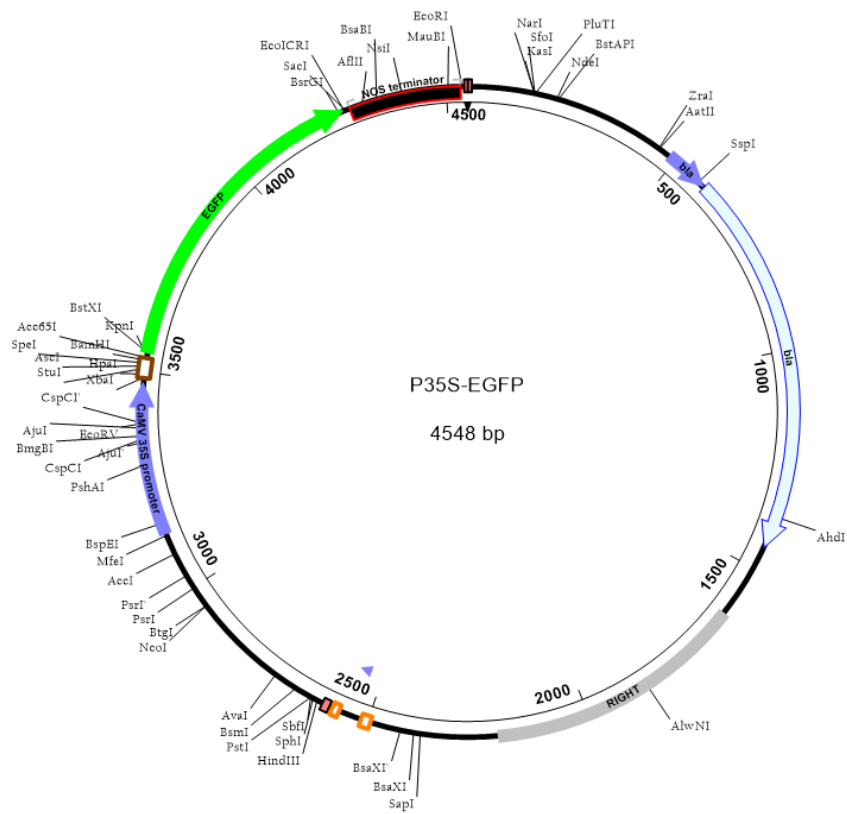 EcoRI
MauBI
BsaBI
NsiI
EcoICRI
AflII
SacI
BsrGI
NOS terminator
4500
NarI
SfoI
KasI
PluTI
BstAPI
NdeI
ZraI
AatII
SspI
bla
500
bla
1000
AhdI
1500
RIGHT
AlwNI
2000
2500
SapI
BsaXI
BsaXI'
HindIII
SphI
SbfI
PstI
BsmI
AvaI
3000
NcoI
BtgI
PsrI
PsrI'
AccI
MfeI
BspEI
CaMV 35S promoter
PshAI
CspCI
AjuI'
BmgBI
EcoRV
AjuI
CspCI'
XbaI
StuI
HpaI
AscI
SpeI
BamHI
Acc65I
KpnI
BstXI
3500
EGFP
4000
P35S-EGFP
4548 bp